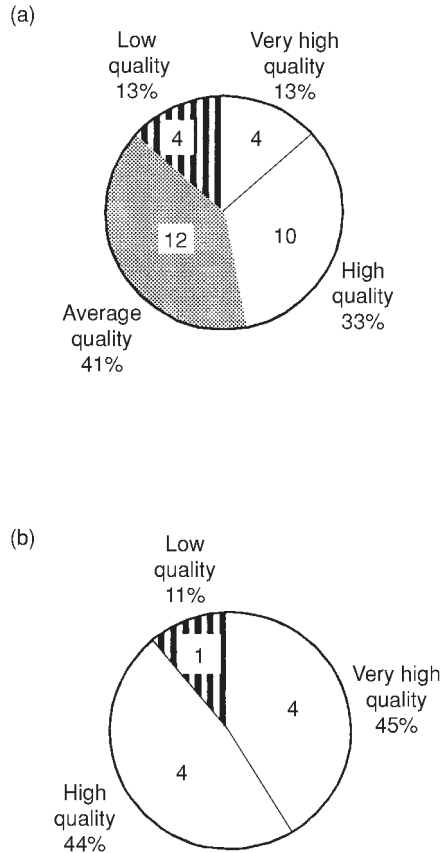 (a)
Low
quality
13%
Very high
quality
13%
4
4
12
10
High
quality
33%
Average
quality
41%
(b)
Low
quality
11%
1
4
Very high
quality
45%
4
High
quality
44%